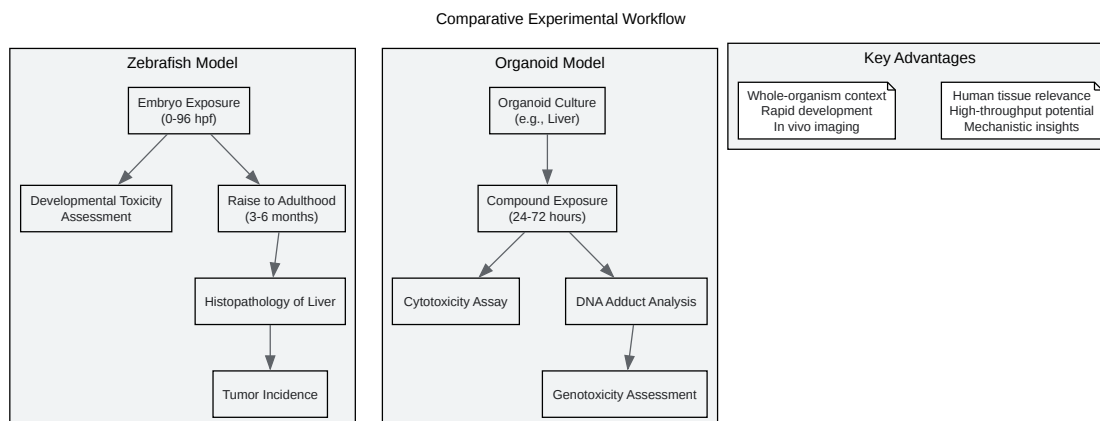 Comparative Experimental Workflow
Zebrafish Model
Embryo Exposure
(0-96 hpf)
Developmental Toxicity
Assessment
Raise to Adulthood
(3-6 months)
Histopathology of Liver
Tumor Incidence
Organoid Model
Organoid Culture
(e.g., Liver)
Compound Exposure
(24-72 hours)
Cytotoxicity Assay
DNA Adduct Analysis
Genotoxicity Assessment
Key Advantages
Whole-organism context
Rapid development
In vivo imaging
Human tissue relevance
High-throughput potential
Mechanistic insights